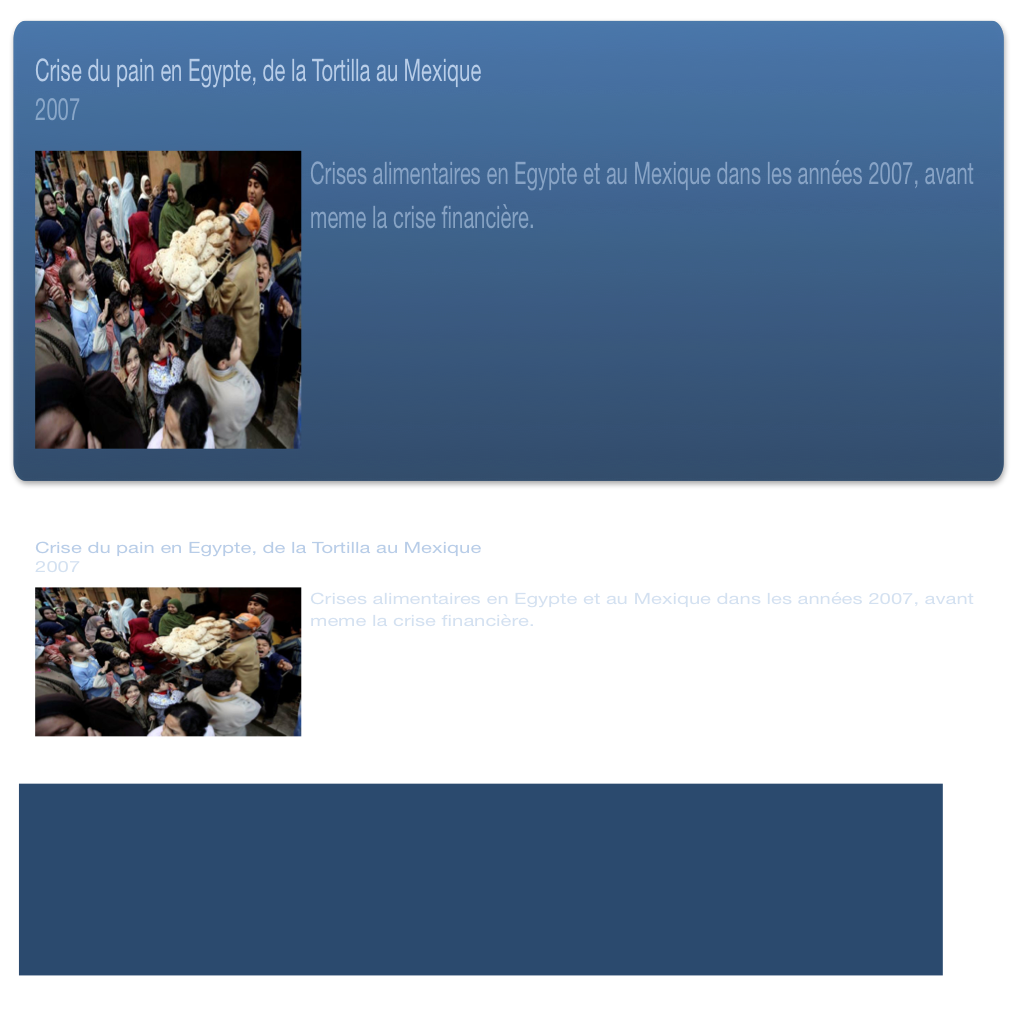 Crise du pain en Egypte, de la Tortilla au Mexique
2007
Crises alimentaires en Egypte et au Mexique dans les années 2007, avant
meme la crise financière.
Crise du pain en Egypte, de la Tortilla au Mexique
2007
Crises alimentaires en Egypte et au Mexique dans les années 2007, avant
meme la crise financière.